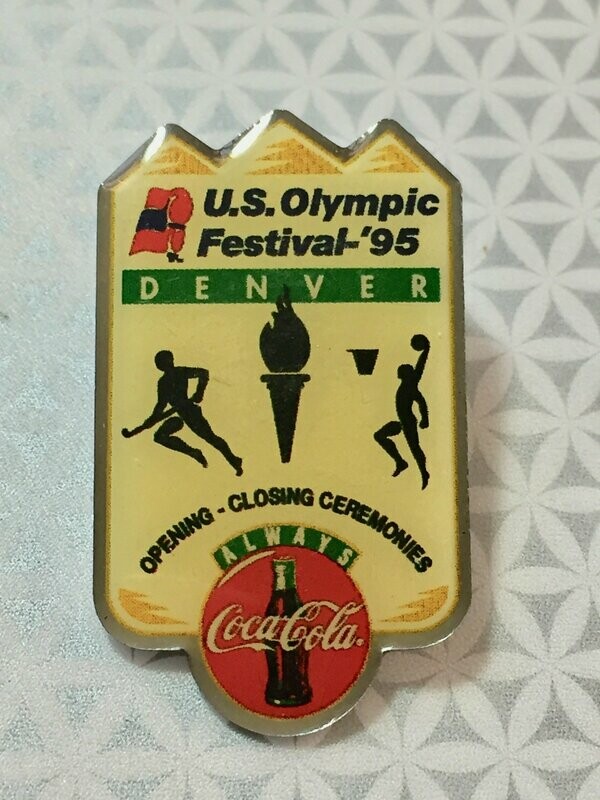 U.S. Olympic
Festival-'95
DENVER
OPENING - CLOSING CEREMONIES
ALWAYS
Coca-Cola